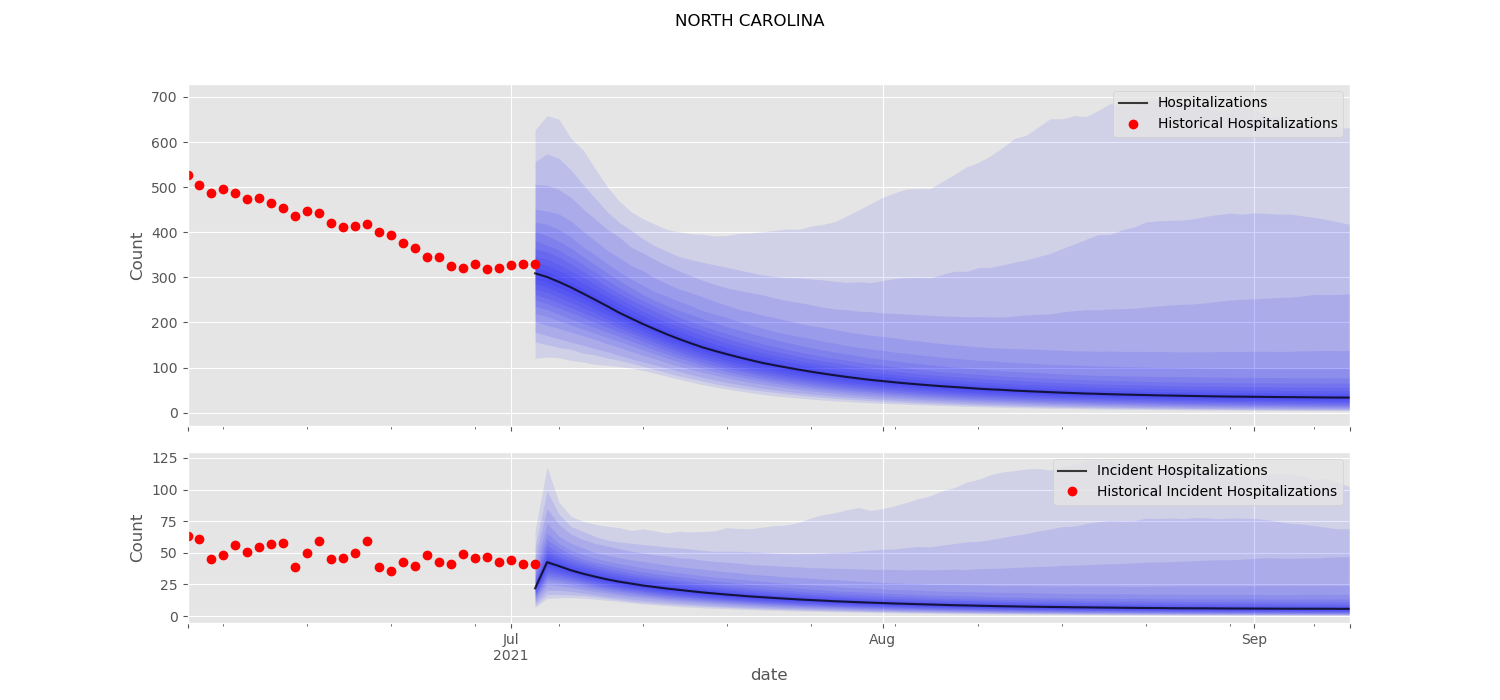 NORTH CAROLINA
700
600
500
400
300
200
100
0
Count
Hospitalizations
Historical Hospitalizations
125
100
75
50
25
0
Count
Incident Hospitalizations
Historical Incident Hospitalizations
Jul
2021
Aug
Sep
date